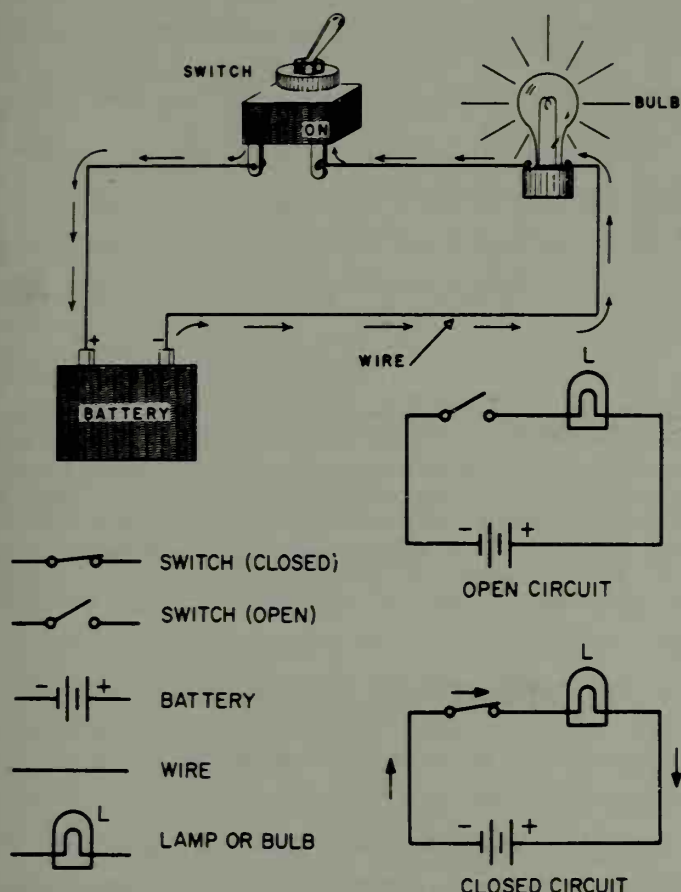 SWITCH
ON
BULB
+ -
BATTERY
WIRE
L
- +
OPEN CIRCUIT
SWITCH (CLOSED)
SWITCH (OPEN)
- + BATTERY
WIRE
L LAMP OR BULB
L
- +
CLOSED CIRCUIT